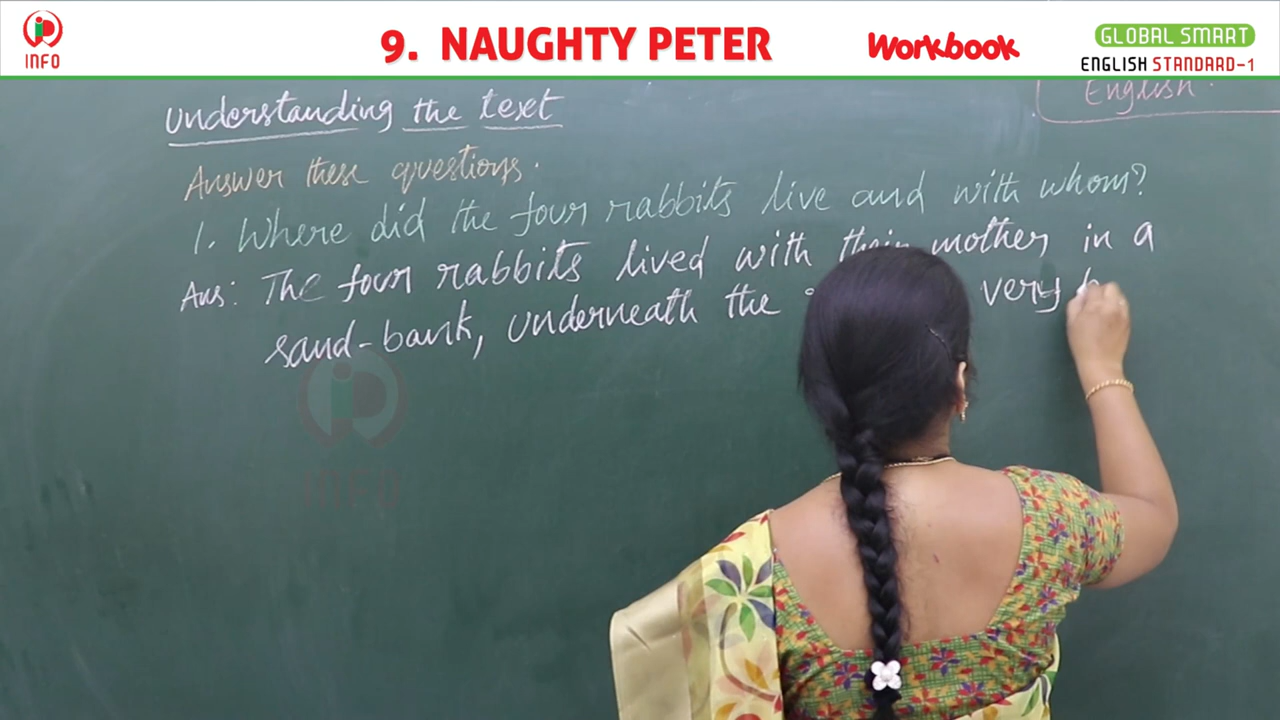 INFO
9. NAUGHTY PETER
Workbook
GLOBAL SMART
ENGLISH STANDARD-1
English.
Understanding the text
Answer these questions.
1. Where did the four rabbits live and with whom?
Ans: The four rabbits lived with their mother in a
sand-bank, underneath the very
INFO